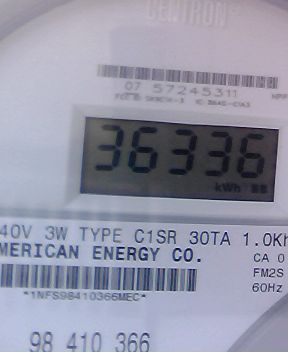 CENTRON®
07 57245311
36336
kWh 88
40V 3W TYPE C1SR 30TA 1.0Kh
MERICAN ENERGY CO.
CA 0
FM2S
60Hz
*1NFS98410366MEC*
98 410 366